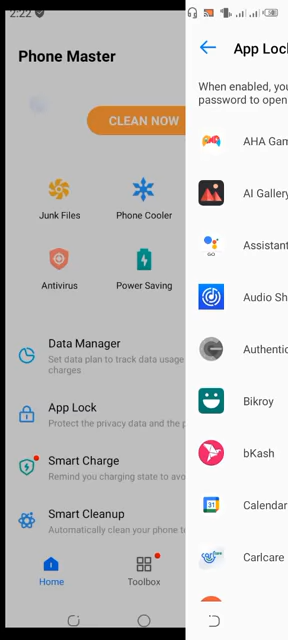 2:22
Phone Master
CLEAN NOW
Junk Files
Phone Cooler
Antivirus
Power Saving
Data Manager
Set data plan to track data usage
charges
App Lock
Protect the privacy data and the p
Smart Charge
Remind you charging state to avo
Smart Cleanup
Automatically clean your phone t
Home
Toolbox
App Lock
When enabled, you
password to open
AHA Gam
AI Gallery
GO
Assistant
Audio Sh
Authentic
Bikroy
bKash
31
Calendar
Carlcare